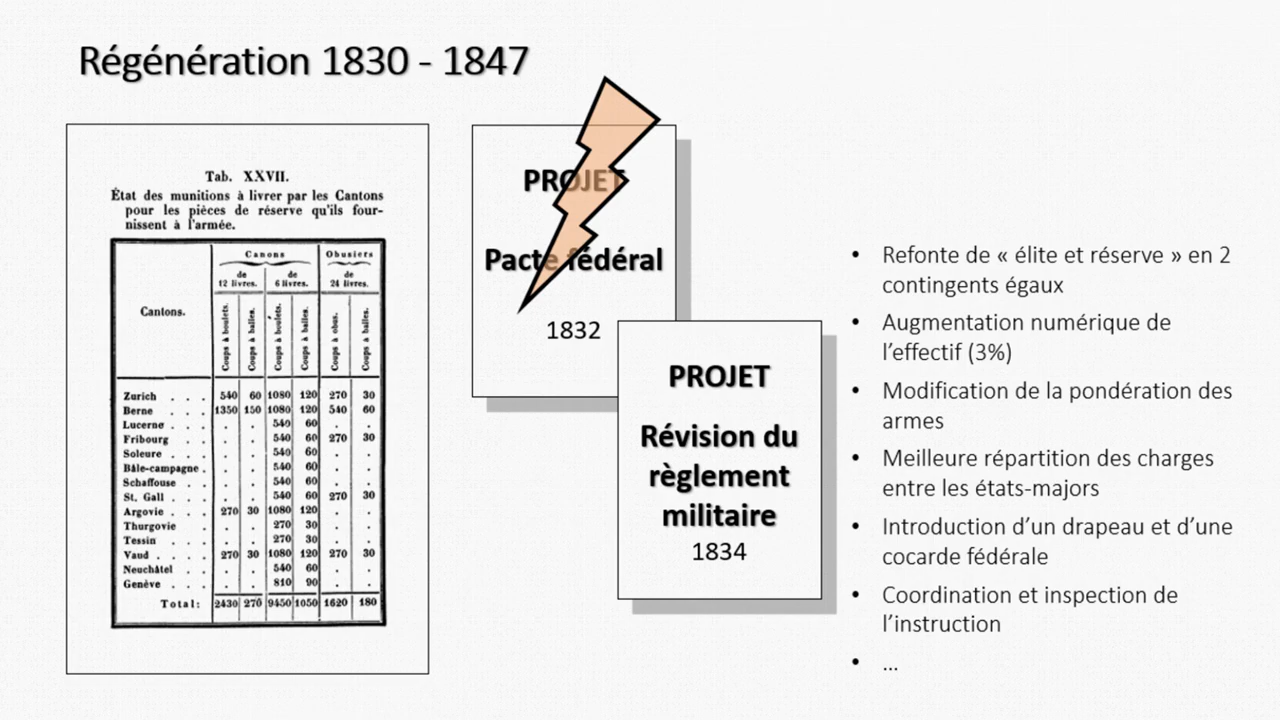 Régénération 1830 - 1847
Tab. XXVII.
État des munitions à livrer par les Cantons
pour les pièces de réserve qu'ils four-
nissent à l'armée.
Cantons.
Canons
Obusiers
de
12 livres.
de
6 livres.
de
24 livres.
Coups à boulets.
Coups à balles.
Coups à boulets.
Coups à balles.
Coups à obus.
Coups à balles.
Zurich . . . 540 60 1080 120 270 30
Berne . . . 1350 150 1080 120 540 60
Lucerne . . . . . 540 60 . .
Fribourg . . . . 540 60 270 30
Soleure . . . . . 540 60 . .
Bâle-campagne . . . 540 60 . .
Schaffouse . . . . 540 60 . .
St. Gall . . . . . 540 60 270 30
Argovie . . . 270 30 1080 120 . .
Thurgovie . . . 270 30 . .
Tessin . . . . . 270 30 . .
Vaud . . . . 270 30 1080 120 270 30
Neuchâtel . . . . 540 60 . .
Genève . . . . . 810 90 . .
Total: 2430 270 9450 1050 1620 180
PROJET
Pacte fédéral
1832
PROJET
Révision du
règlement
militaire
1834
• Refonte de « élite et réserve » en 2
contingents égaux
• Augmentation numérique de
l’effectif (3%)
• Modification de la pondération des
armes
• Meilleure répartition des charges
entre les états-majors
• Introduction d’un drapeau et d’une
cocarde fédérale
• Coordination et inspection de
l’instruction
• ...